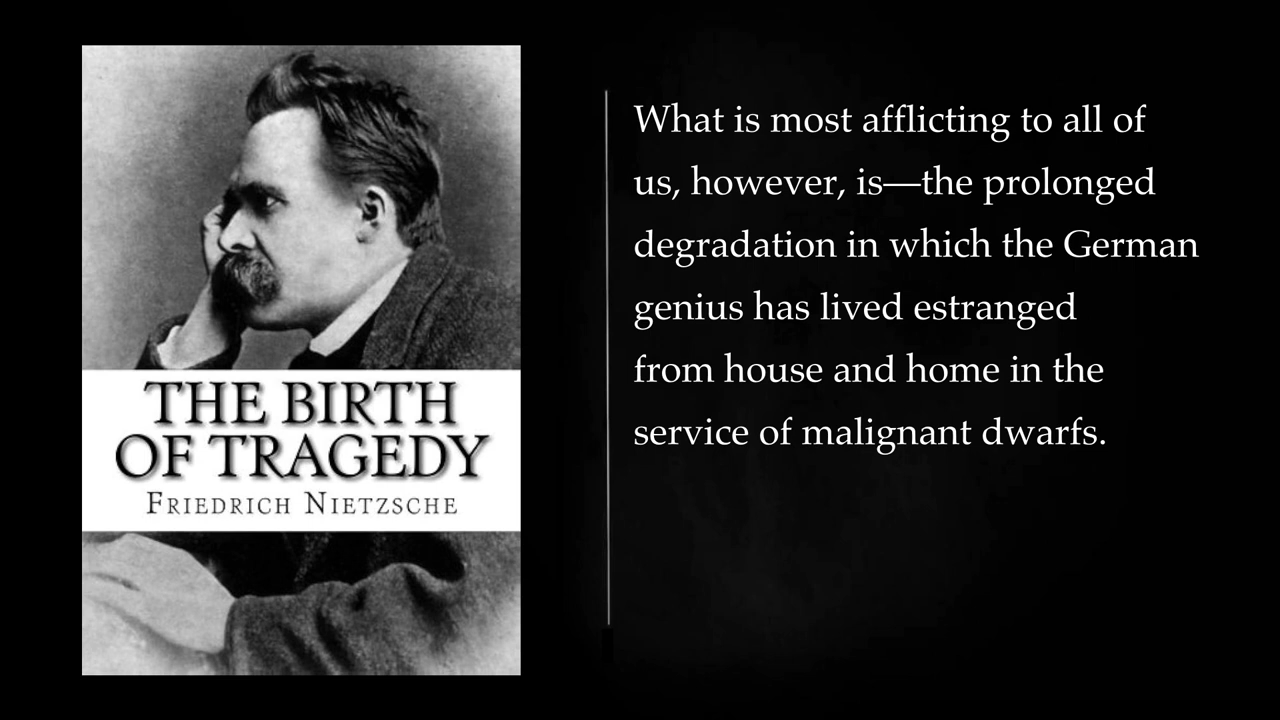 THE BIRTH
OF TRAGEDY
Friedrich Nietzsche
What is most afflicting to all of
us, however, is—the prolonged
degradation in which the German
genius has lived estranged
from house and home in the
service of malignant dwarfs.